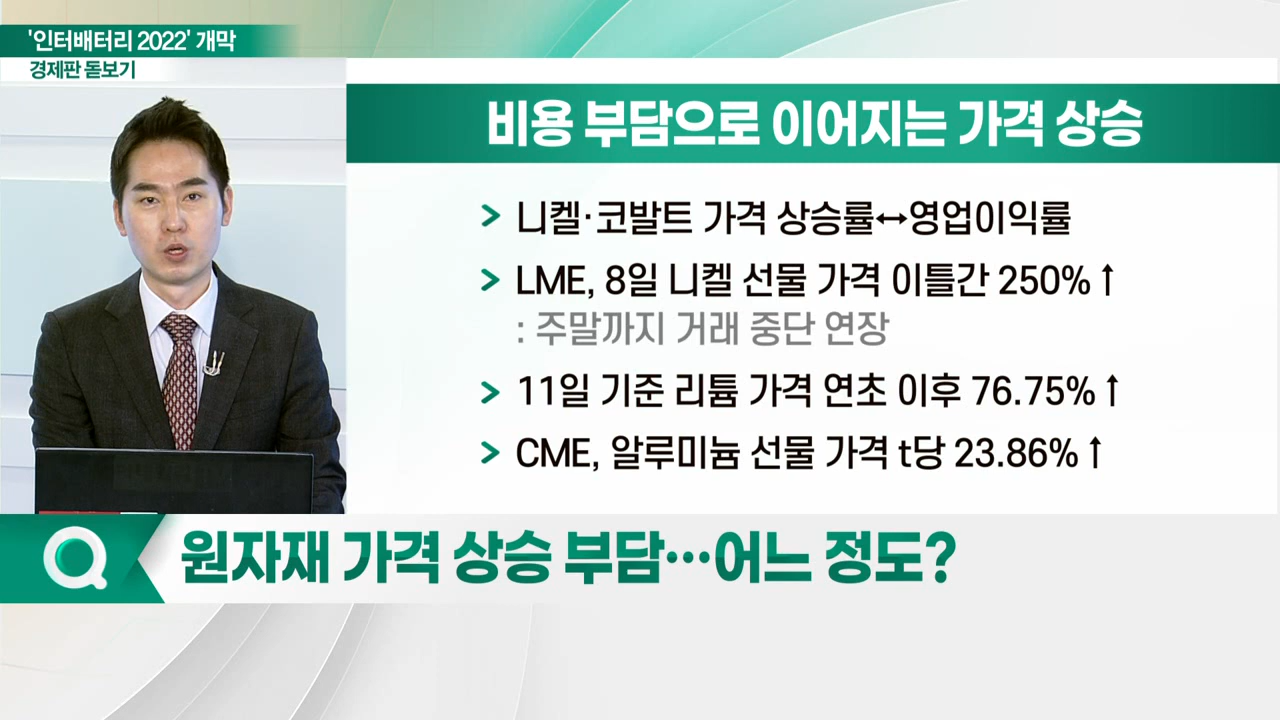 '인터배터리 2022' 개막
경제판 돋보기
비용 부담으로 이어지는 가격 상승
> 니켈·코발트 가격 상승률↔영업이익률
> LME, 8일 니켈 선물 가격 이틀간 250%↑
: 주말까지 거래 중단 연장
> 11일 기준 리튬 가격 연초 이후 76.75%↑
> CME, 알루미늄 선물 가격 t당 23.86%↑
Q 원자재 가격 상승 부담…어느 정도?